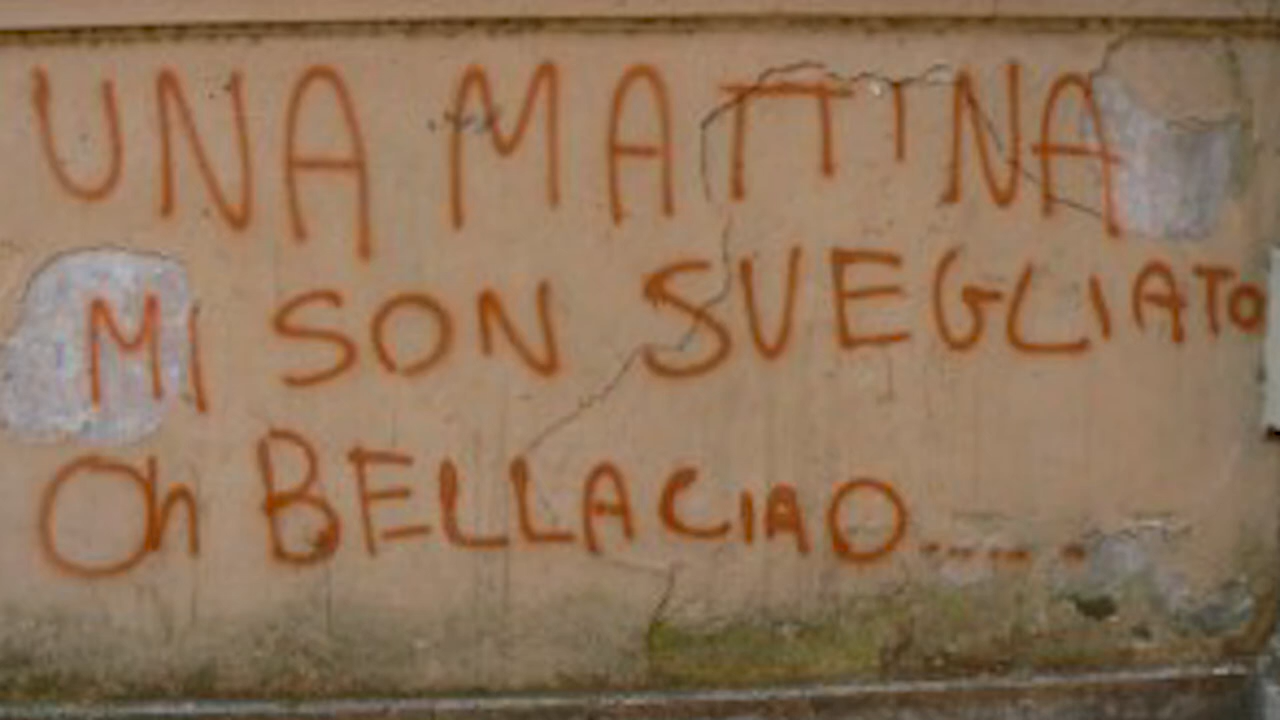 UNA MATTINA
MI SON SVEGLIATO
Oh BELLACIAO.....